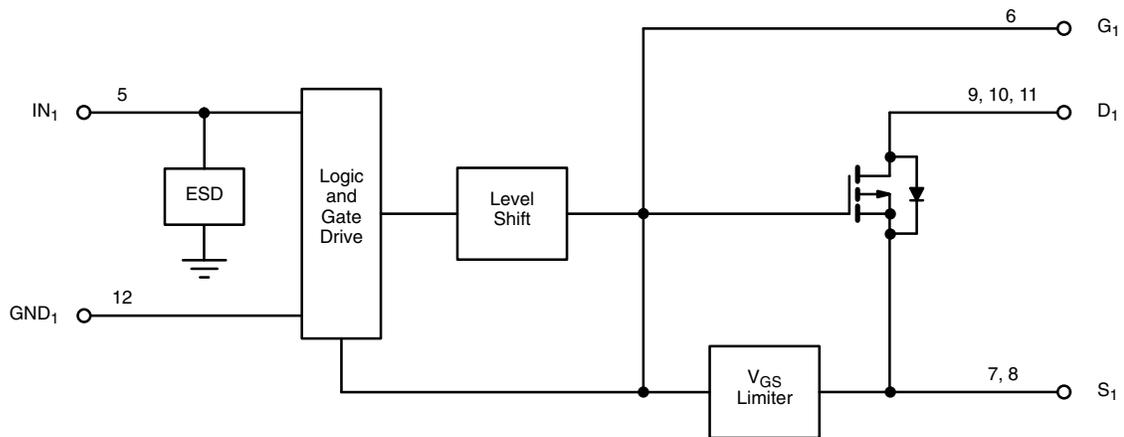 6
G₁
9, 10, 11
D₁
IN₁
5
ESD
Logic
and
Gate
Drive
Level
Shift
GND₁
12
V_GS
Limiter
7, 8
S₁